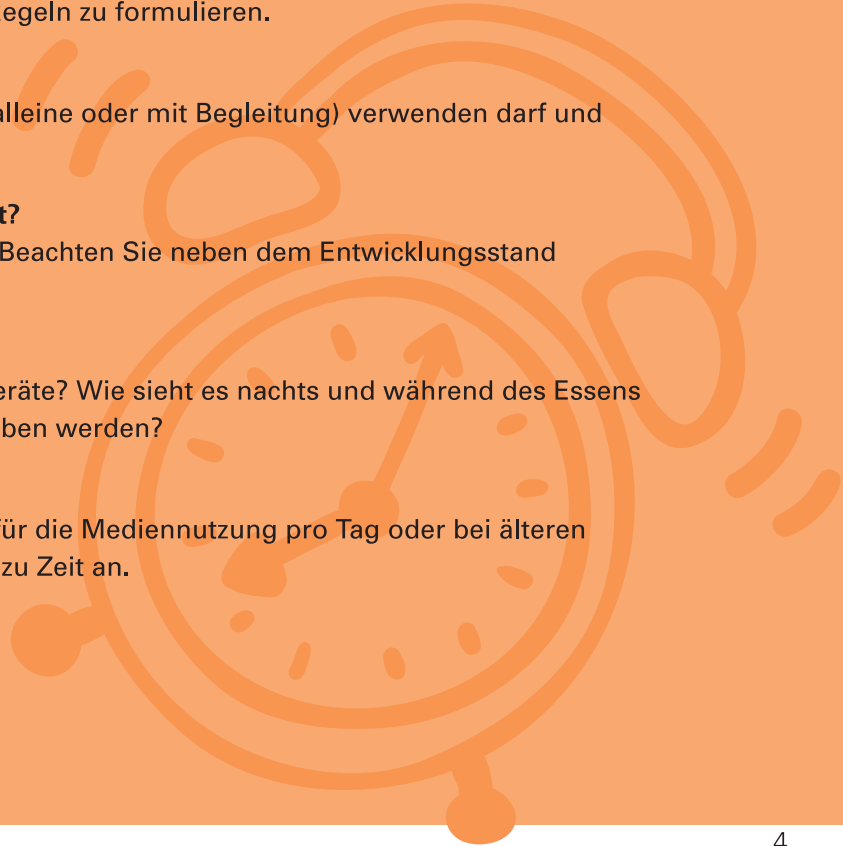 egeln zu formulieren.
alleine oder mit Begleitung) verwenden darf und
t?
Beachten Sie neben dem Entwicklungsstand
eräte? Wie sieht es nachts und während des Essens
ben werden?
für die Mediennutzung pro Tag oder bei älteren
zu Zeit an.
4